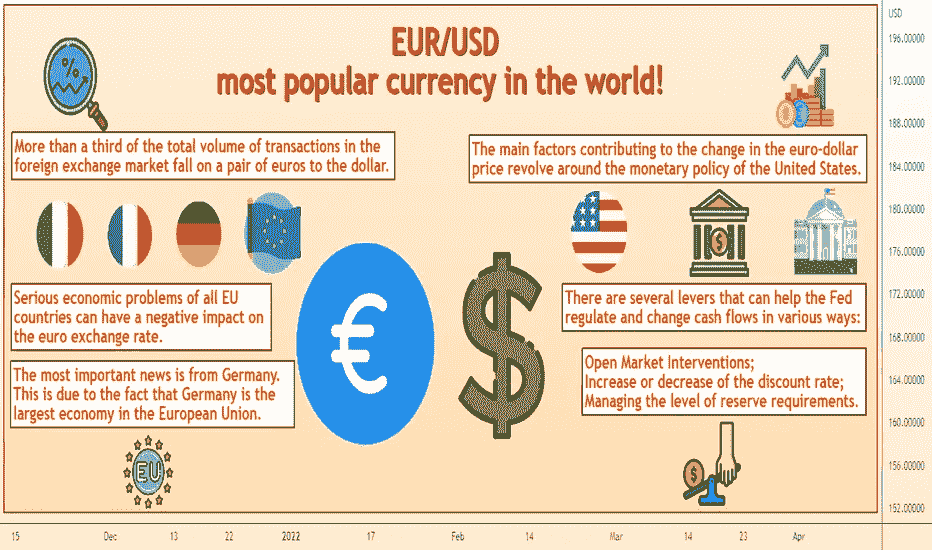 EUR/USD
most popular currency in the world!
More than a third of the total volume of transactions in the
foreign exchange market fall on a pair of euros to the dollar.
The main factors contributing to the change in the euro-dollar
price revolve around the monetary policy of the United States.
Serious economic problems of all EU
countries can have a negative impact on
the euro exchange rate.
The most important news is from Germany.
This is due to the fact that Germany is the
largest economy in the European Union.
There are several levers that can help the Fed
regulate and change cash flows in various ways:
Open Market Interventions;
Increase or decrease of the discount rate;
Managing the level of reserve requirements.
%
€
$
$
EU
$
USD
196.00000
192.00000
188.00000
184.00000
180.00000
176.00000
172.00000
168.00000
164.00000
160.00000
156.00000
152.00000
15
Dec
13
22
2022
17
Feb
14
Mar
14
23
Apr